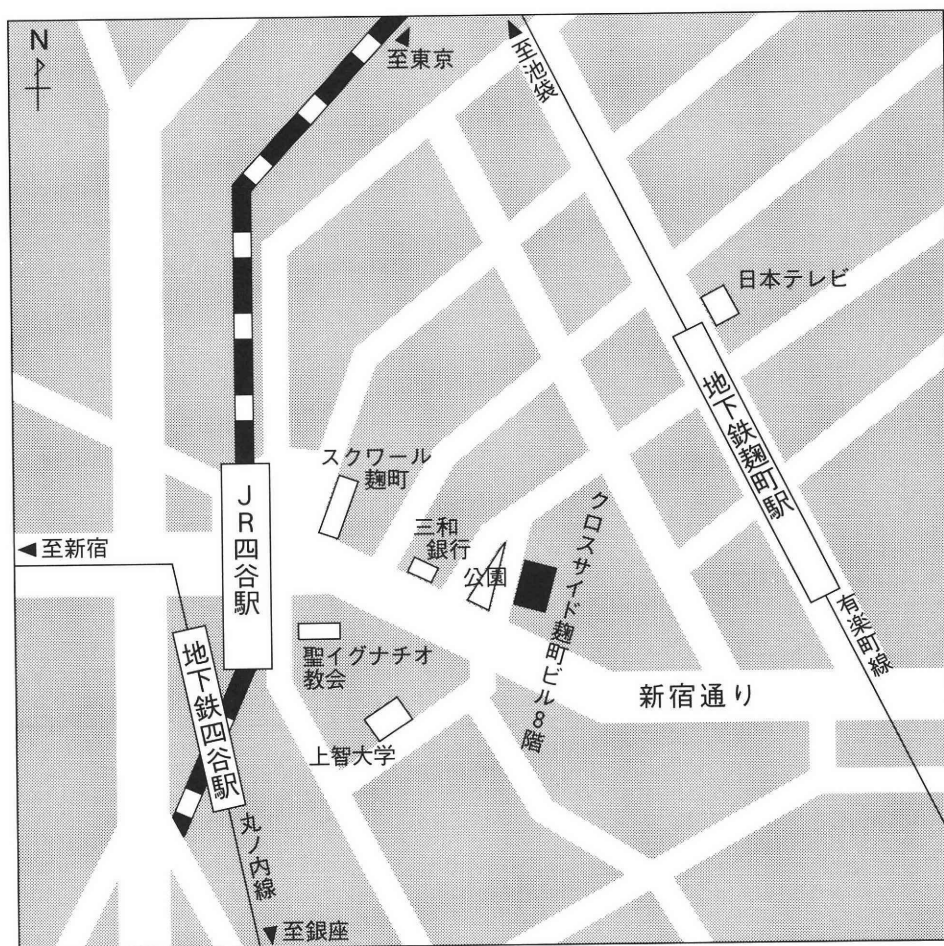 N
至東京
至池袋
日本テレビ
地下鉄麹町駅
スクワール
麹町
JR四谷駅
至新宿
三和
銀行
公園
クロスサイド麹町ビル8階
有楽町線
聖イグナチオ
教会
地下鉄四谷駅
新宿通り
上智大学
丸ノ内線
至銀座